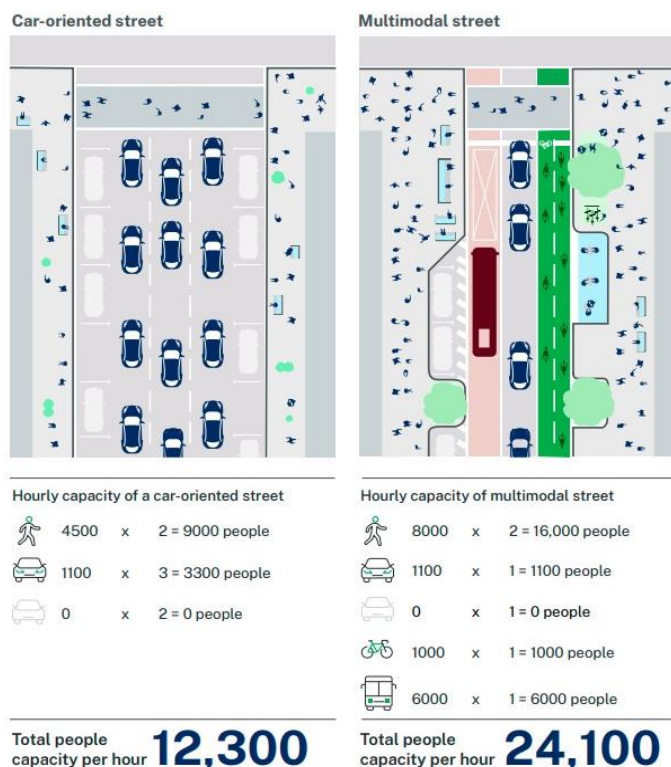 Car-oriented street
Hourly capacity of a car-oriented street
4500 x 2 = 9000 people
1100 x 3 = 3300 people
0 x 2 = 0 people
Total people
capacity per hour 12,300
Multimodal street
Hourly capacity of multimodal street
8000 x 2 = 16,000 people
1100 x 1 = 1100 people
0 x 1 = 0 people
1000 x 1 = 1000 people
6000 x 1 = 6000 people
Total people
capacity per hour 24,100